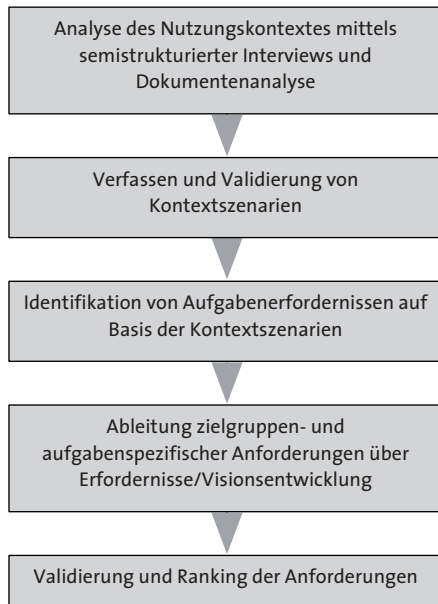 Analyse des Nutzungskontextes mittels
semistrukturierter Interviews und
Dokumentenanalyse
Verfassen und Validierung von
Kontextszenarien
Identifikation von Aufgabenerfordernissen auf
Basis der Kontextszenarien
Ableitung zielgruppen- und
aufgabenspezifischer Anforderungen über
Erfordernisse/Visionsentwicklung
Validierung und Ranking der Anforderungen